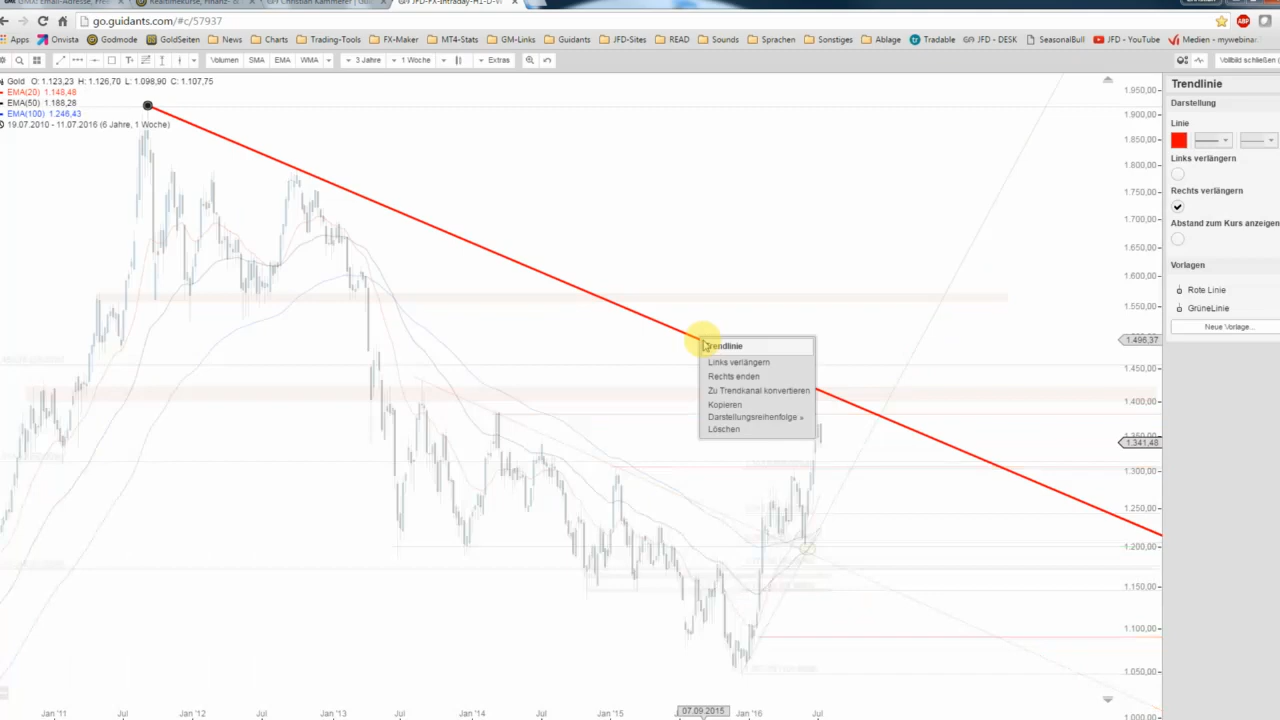 go.guidants.com/#c/57937
Apps Onvista Godmode GoldSeiten News Charts Trading-Tools FX-Maker MT4-Stats GM-Links Guidants JFD-Sites READ Sounds Sprachen Sonstiges Ablage Tradable JFD - DESK SeasonalBull JFD - YouTube Medien - mywebinar
Volumen SMA EMA WMA 3 Jahre 1 Woche Extras Vollbild schließen
Gold O: 1.123,23 H: 1.126,70 L: 1.098,90 C: 1.107,75
EMA(20) 1.148,48
EMA(50) 1.188,28
EMA(100) 1.246,43
19.07.2010 - 11.07.2016 (6 Jahre, 1 Woche)
Trendlinie
Links verlängern
Rechts enden
Zu Trendkanal konvertieren
Kopieren
Darstellungsreihenfolge »
Löschen
1.950,00
1.900,00
1.850,00
1.800,00
1.750,00
1.700,00
1.650,00
1.600,00
1.550,00
1.496,37
1.450,00
1.400,00
1.350,00
1.341,48
1.300,00
1.250,00
1.200,00
1.150,00
1.100,00
1.050,00
1.000,00
Jan '11 Jul Jan '12 Jul Jan '13 Jul Jan '14 Jul Jan '15 07.09.2015 Jan '16 Jul
Trendlinie
Darstellung
Linie
Links verlängern
Rechts verlängern
Abstand zum Kurs anzeigen
Vorlagen
Rote Linie
GrüneLinie
Neue Vorlage...